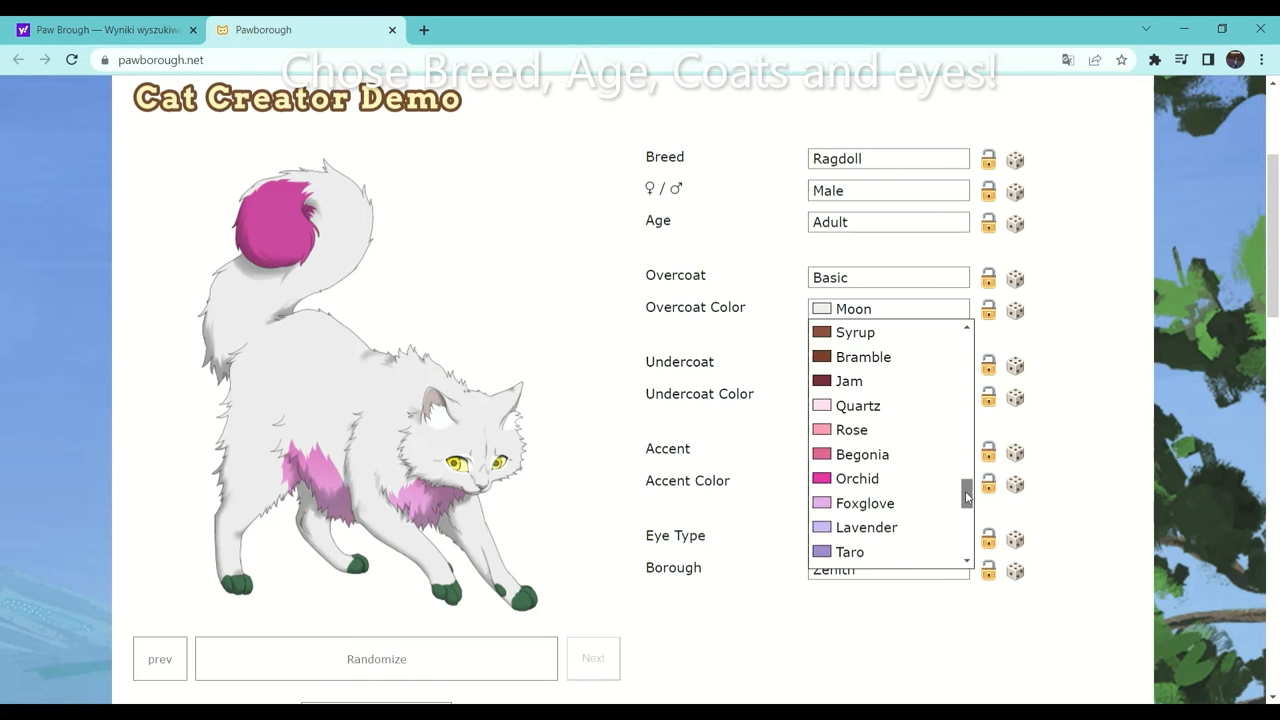 Paw Brough — Wyniki wyszukiwa
Pawborough
pawborough.net
Chose Breed, Age, Coats and eyes!
Cat Creator Demo
Breed
Ragdoll
♀ / ♂
Male
Age
Adult
Overcoat
Basic
Overcoat Color
Moon
Syrup
Bramble
Undercoat
Jam
Undercoat Color
Quartz
Rose
Accent
Begonia
Accent Color
Orchid
Foxglove
Eye Type
Lavender
Taro
Borough
Zenith
prev
Randomize
Next